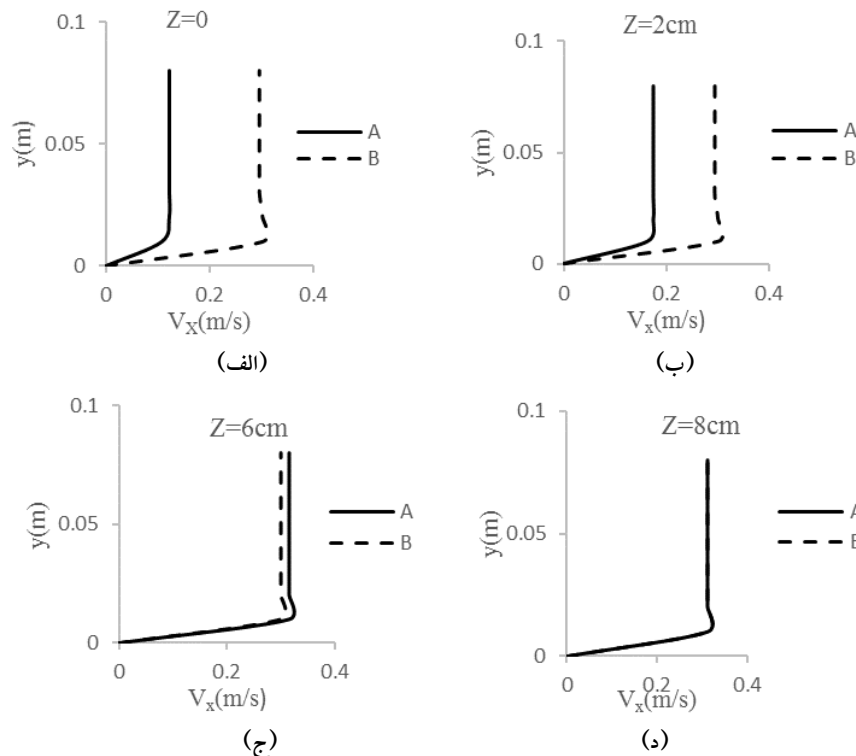 Z=0
0.1
0.05
0
y(m)
0
0.2
0.4
V_X(m/s)
A
B
(الف)
Z=2cm
0.1
0.05
0
y(m)
0
0.2
0.4
V_x(m/s)
A
B
(ب)
Z=6cm
0.1
0.05
0
y(m)
0
0.2
0.4
V_x(m/s)
A
B
(ج)
Z=8cm
0.1
0.05
0
y(m)
0
0.2
0.4
V_x(m/s)
A
B
(د)